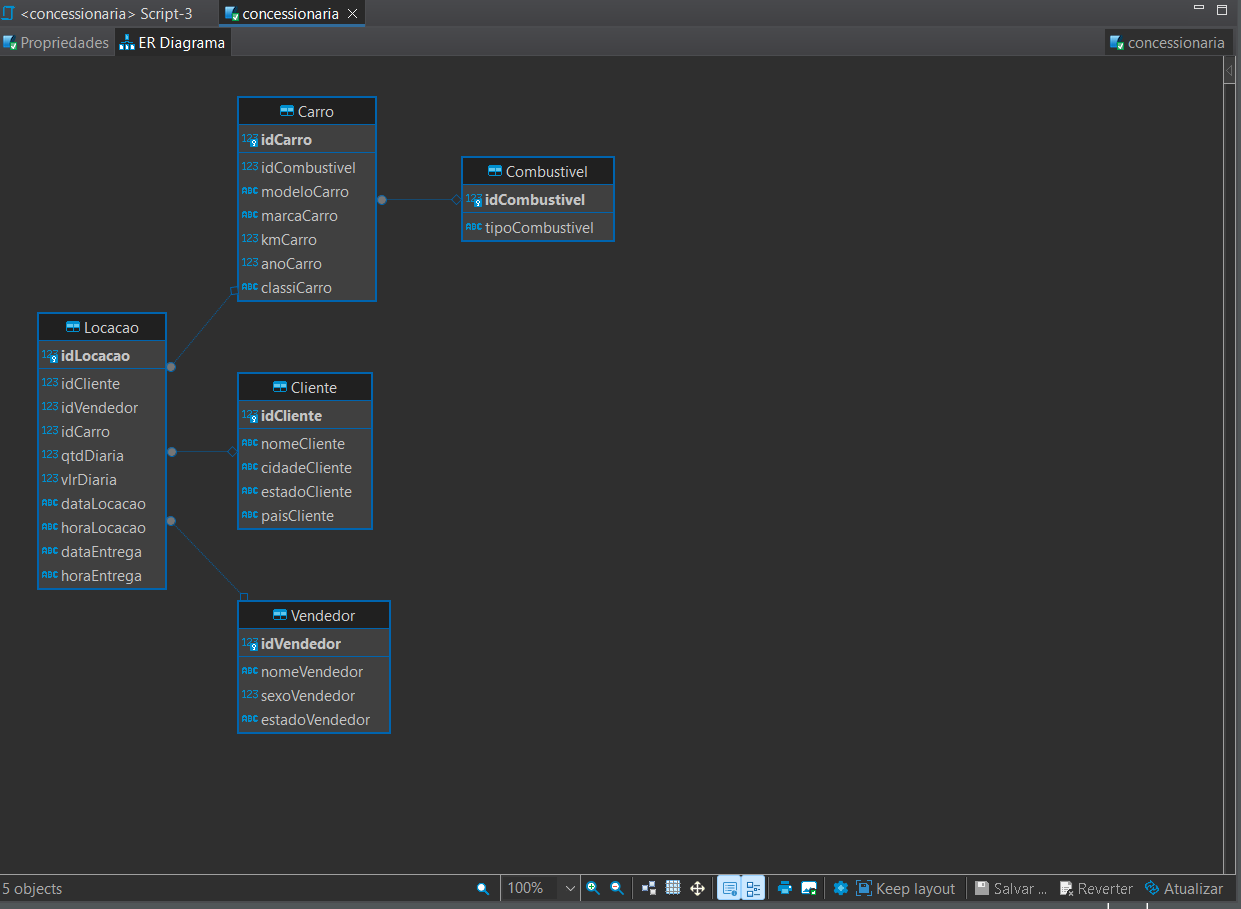 <concessionaria> Script-3
concessionaria
Propriedades
ER Diagrama
concessionaria
Carro
123 idCarro
123 idCombustivel
ABC modeloCarro
ABC marcaCarro
123 kmCarro
123 anoCarro
ABC classiCarro
Combustivel
123 idCombustivel
ABC tipoCombustivel
Locacao
123 idLocacao
123 idCliente
123 idVendedor
123 idCarro
123 qtdDiaria
123 vlrDiaria
ABC dataLocacao
ABC horaLocacao
ABC dataEntrega
ABC horaEntrega
Cliente
123 idCliente
ABC nomeCliente
ABC cidadeCliente
ABC estadoCliente
ABC paisCliente
Vendedor
123 idVendedor
ABC nomeVendedor
123 sexoVendedor
ABC estadoVendedor
5 objects
100%
Keep layout
Salvar ...
Reverter
Atualizar